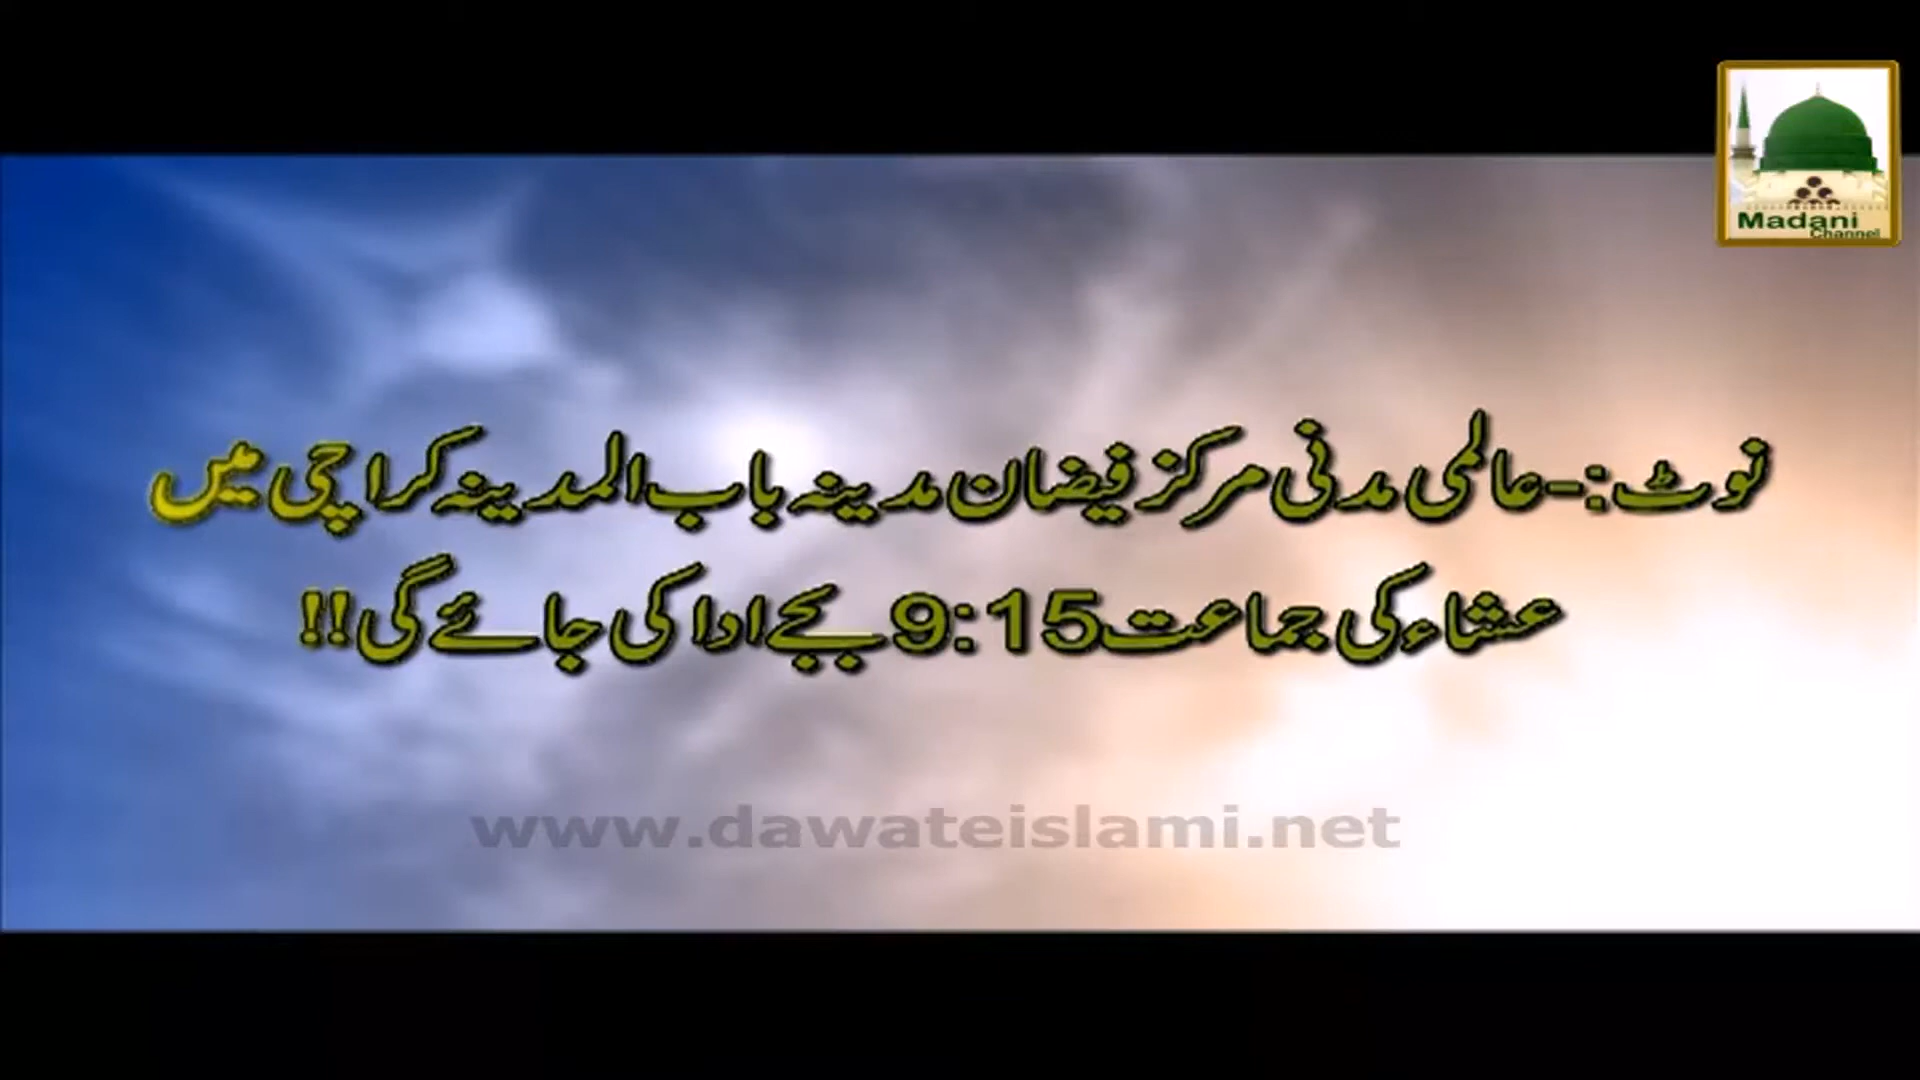 Madani
Channel
نوٹ:-عالمی مدنی مرکز فیضان مدینہ باب المدینہ کراچی میں
عشاء کی جماعت 9:15 بجے ادا کی جائے گی!!
www.dawateislami.net